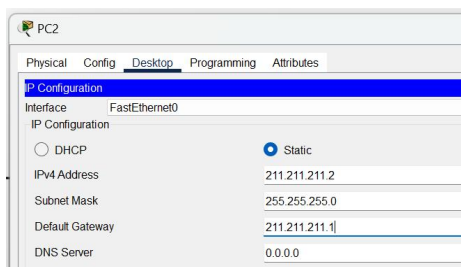 PC2
Physical Config Desktop Programming Attributes
IP Configuration
Interface FastEthernet0
IP Configuration
DHCP Static
IPv4 Address 211.211.211.2
Subnet Mask 255.255.255.0
Default Gateway 211.211.211.1
DNS Server 0.0.0.0